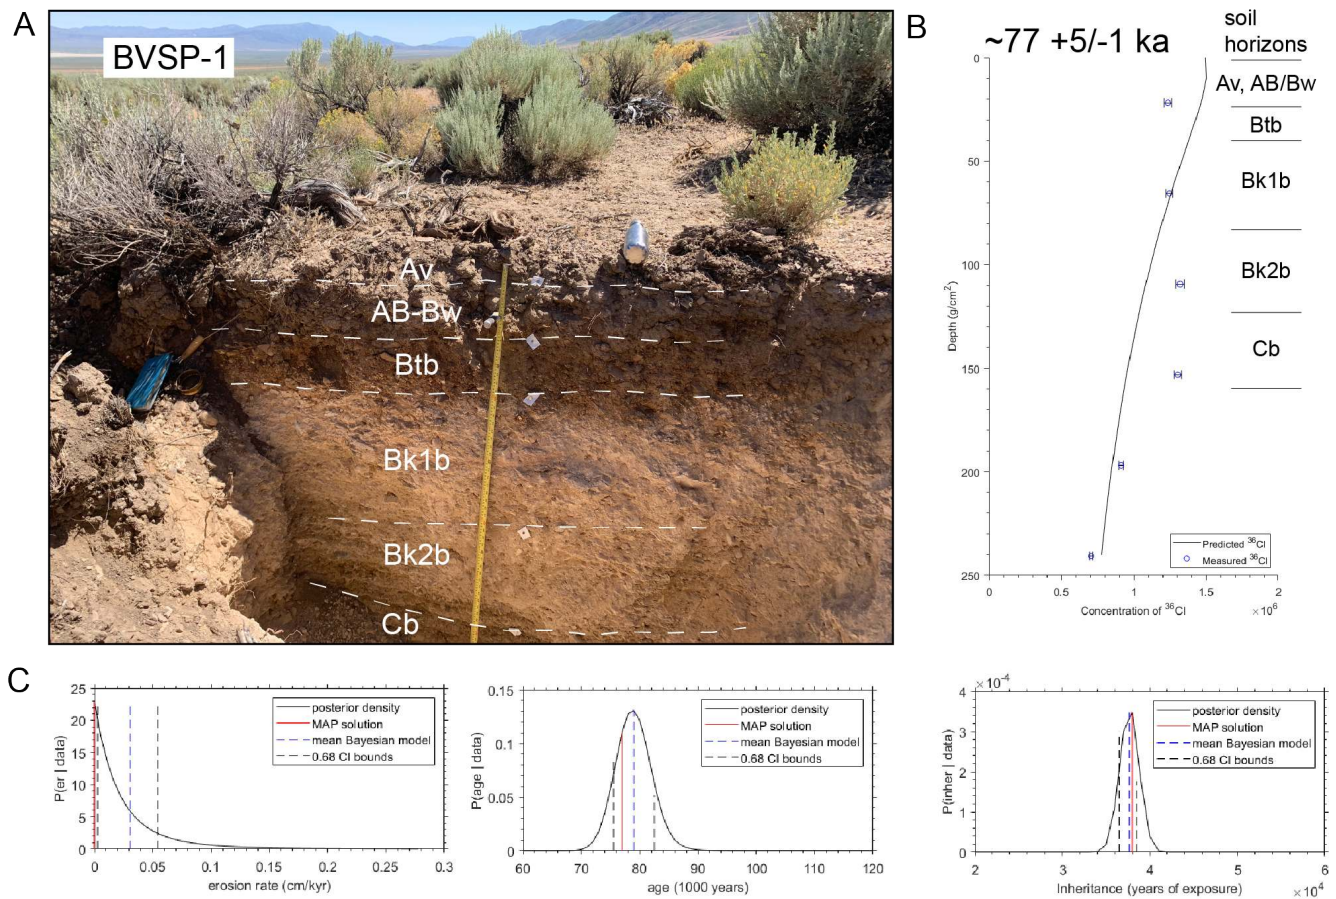 A
BVSP-1
Av
AB-Bw
Btb
Bk1b
Bk2b
Cb
B
~77 +5/-1 ka
soil
horizons
Av, AB/Bw
Btb
Bk1b
Bk2b
Cb
0
50
100
150
200
250
Depth (g/cm²)
Predicted ³⁶Cl
Measured ³⁶Cl
0
0.5
1
1.5
2
Concentration of ³⁶Cl
×10⁶
C
25
20
15
10
5
0
P(er | data)
posterior density
MAP solution
mean Bayesian model
0.68 CI bounds
0
0.05
0.1
0.15
0.2
0.25
0.3
erosion rate (cm/kyr)
0.15
0.1
0.05
0
P(age | data)
posterior density
MAP solution
mean Bayesian model
0.68 CI bounds
60
70
80
90
100
110
120
age (1000 years)
×10⁻⁴
4
3
2
1
0
P(inher | data)
posterior density
MAP solution
mean Bayesian model
0.68 CI bounds
2
3
4
5
6
Inheritance (years of exposure)
×10⁴